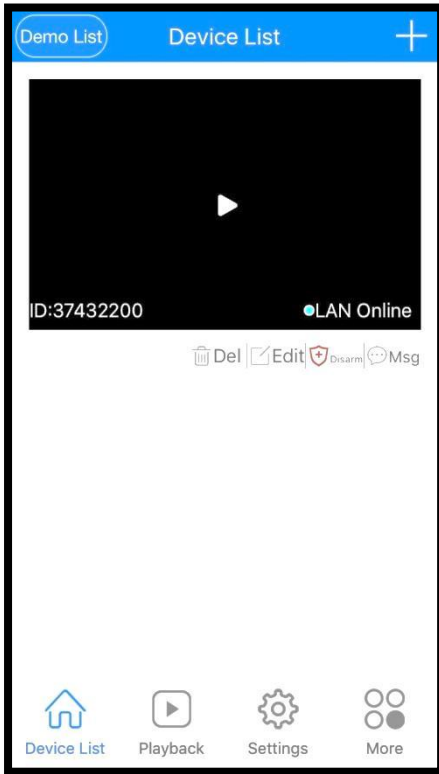 Demo List Device List
ID:37432200 LAN Online
Del Edit Disarm Msg
Device List Playback Settings More